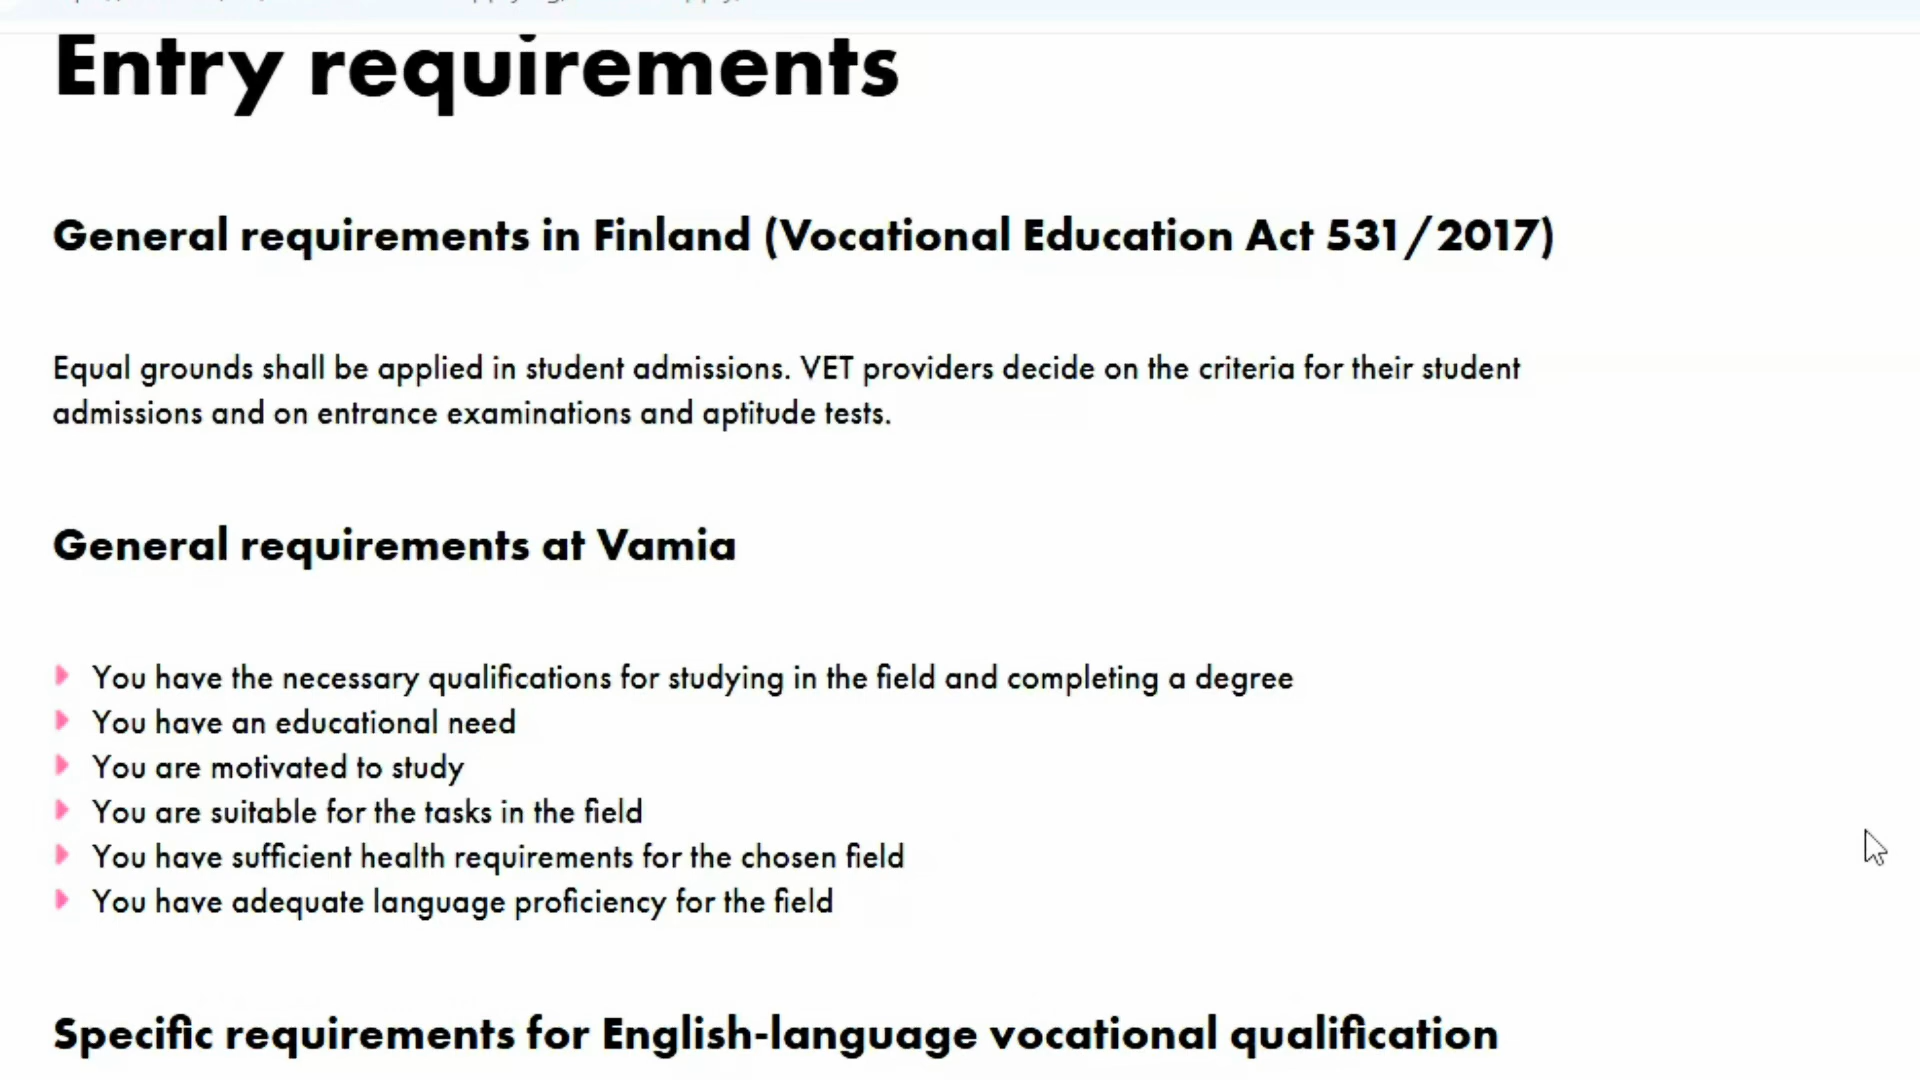 Entry requirements
General requirements in Finland (Vocational Education Act 531/2017)
Equal grounds shall be applied in student admissions. VET providers decide on the criteria for their student
admissions and on entrance examinations and aptitude tests.
General requirements at Vamia
You have the necessary qualifications for studying in the field and completing a degree
You have an educational need
You are motivated to study
You are suitable for the tasks in the field
You have sufficient health requirements for the chosen field
You have adequate language proficiency for the field
Specific requirements for English-language vocational qualification